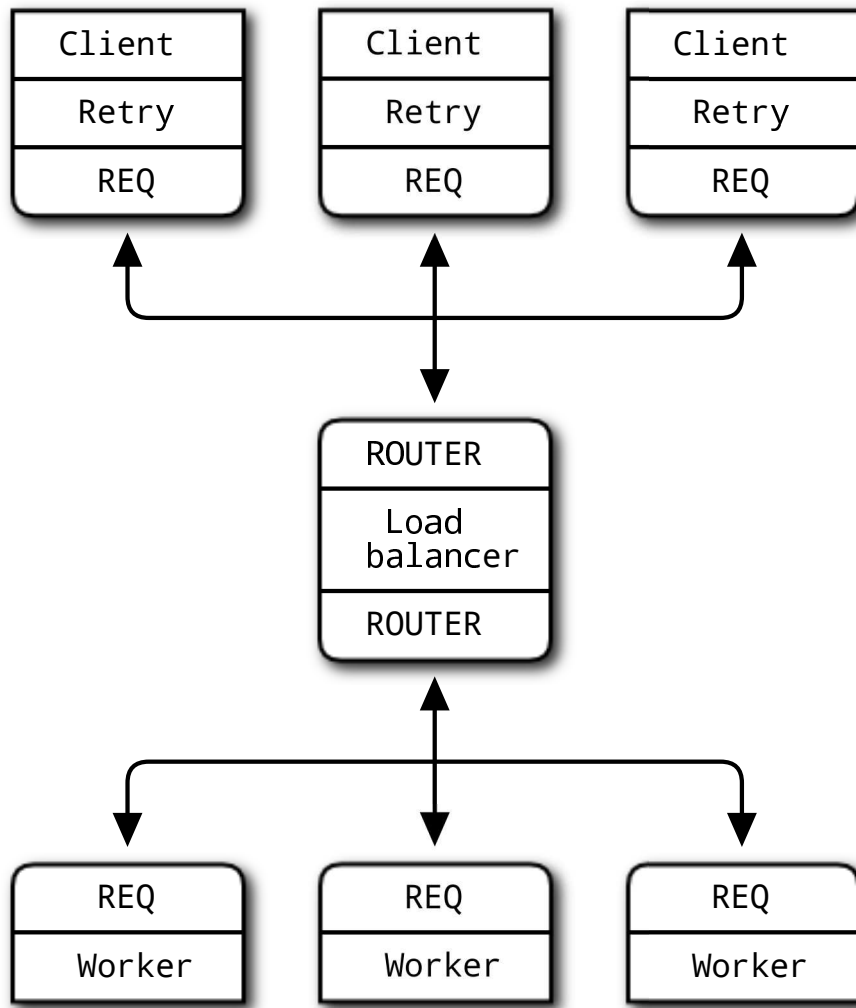 Client Client Client
Retry Retry Retry
REQ REQ REQ
ROUTER
Load
balancer
ROUTER
REQ REQ REQ
Worker Worker Worker